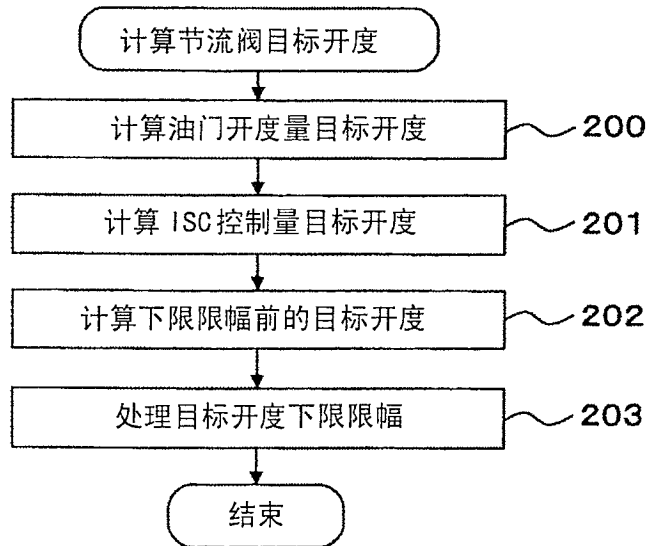 计算节流阀目标开度
计算油门开度量目标开度
200
计算ISC控制量目标开度
201
计算下限限幅前的目标开度
202
处理目标开度下限限幅
203
结束